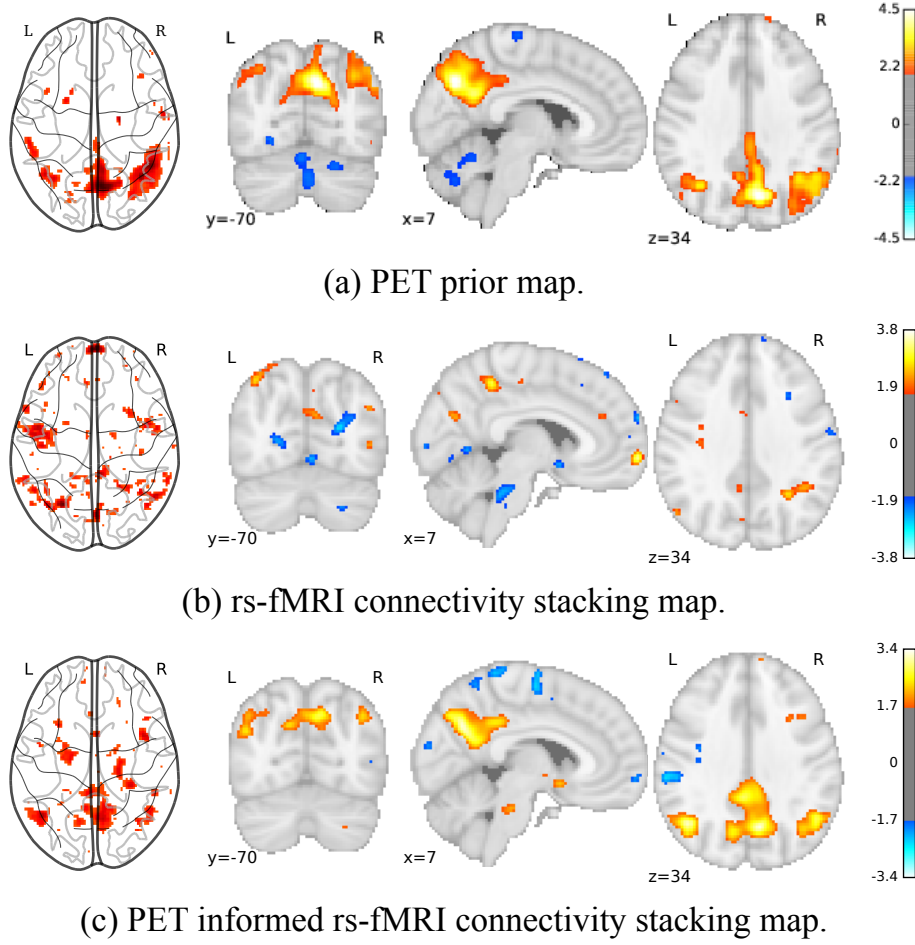 L R L R L R 4.5
2.2
0
-2.2
y=-70 x=7 z=34 -4.5
(a) PET prior map.
L R L R L R 3.8
1.9
0
-1.9
y=-70 x=7 z=34 -3.8
(b) rs-fMRI connectivity stacking map.
L R L R L R 3.4
1.7
0
-1.7
y=-70 x=7 z=34 -3.4
(c) PET informed rs-fMRI connectivity stacking map.